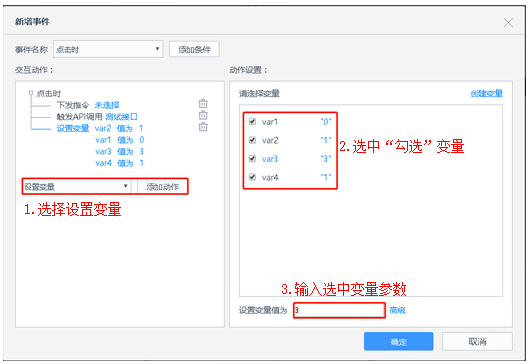 新增事件
事件名称 点击时 添加条件
交互动作：
点击时
下发指令 未选择
触发API调用 测试接口
设置变量 var2 值为 1
var1 值为 0
var3 值为 3
var4 值为 1
设置变量 添加动作
1.选择设置变量
动作设置：
请选择变量 创建变量
var1 "0"
var2 "1"
var3 "3"
var4 "1"
2.选中“勾选”变量
3.输入选中变量参数
设置变量值为 3 高级
确定 取消